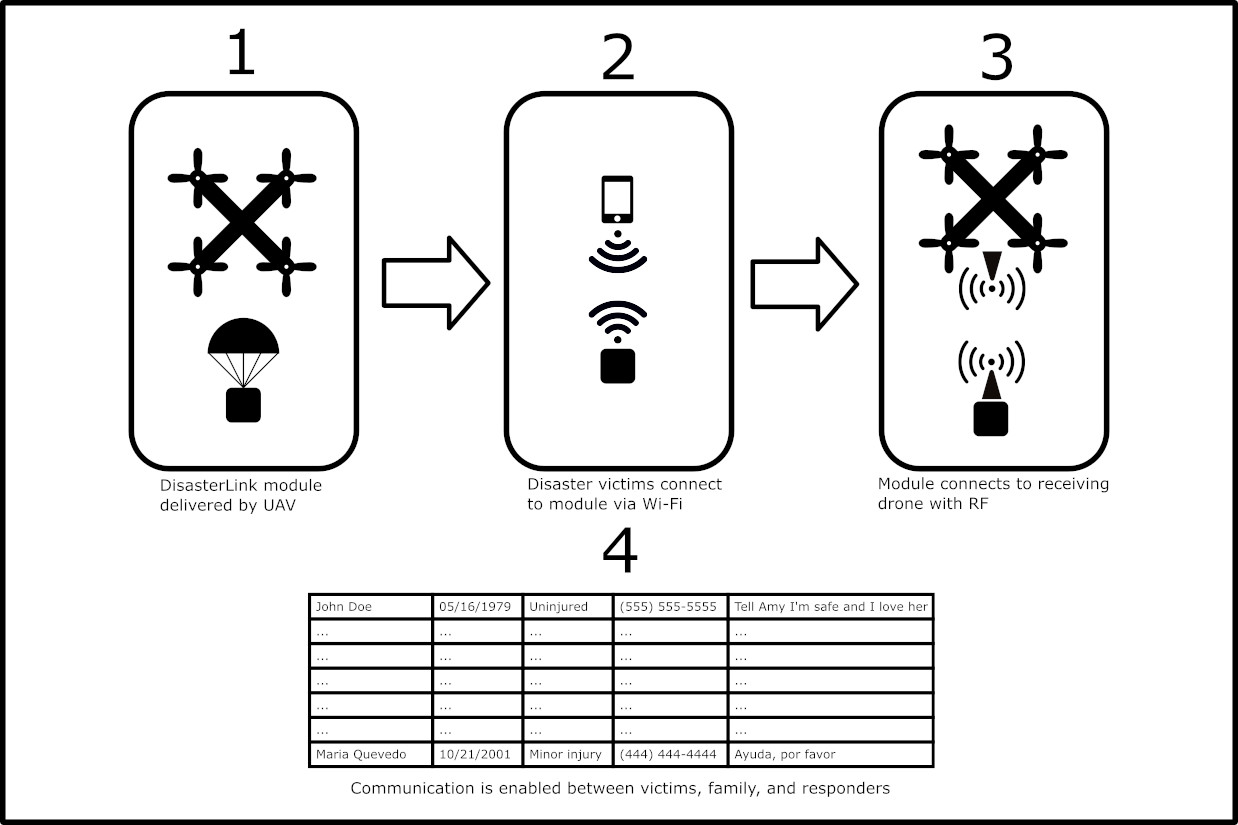 1
2
3
DisasterLink module
delivered by UAV
Disaster victims connect
to module via Wi-Fi
Module connects to receiving
drone with RF
4
John Doe 05/16/1979 Uninjured (555) 555-5555 Tell Amy I'm safe and I love her
... ... ... ... ...
... ... ... ... ...
... ... ... ... ...
... ... ... ... ...
... ... ... ... ...
Maria Quevedo 10/21/2001 Minor injury (444) 444-4444 Ayuda, por favor
Communication is enabled between victims, family, and responders